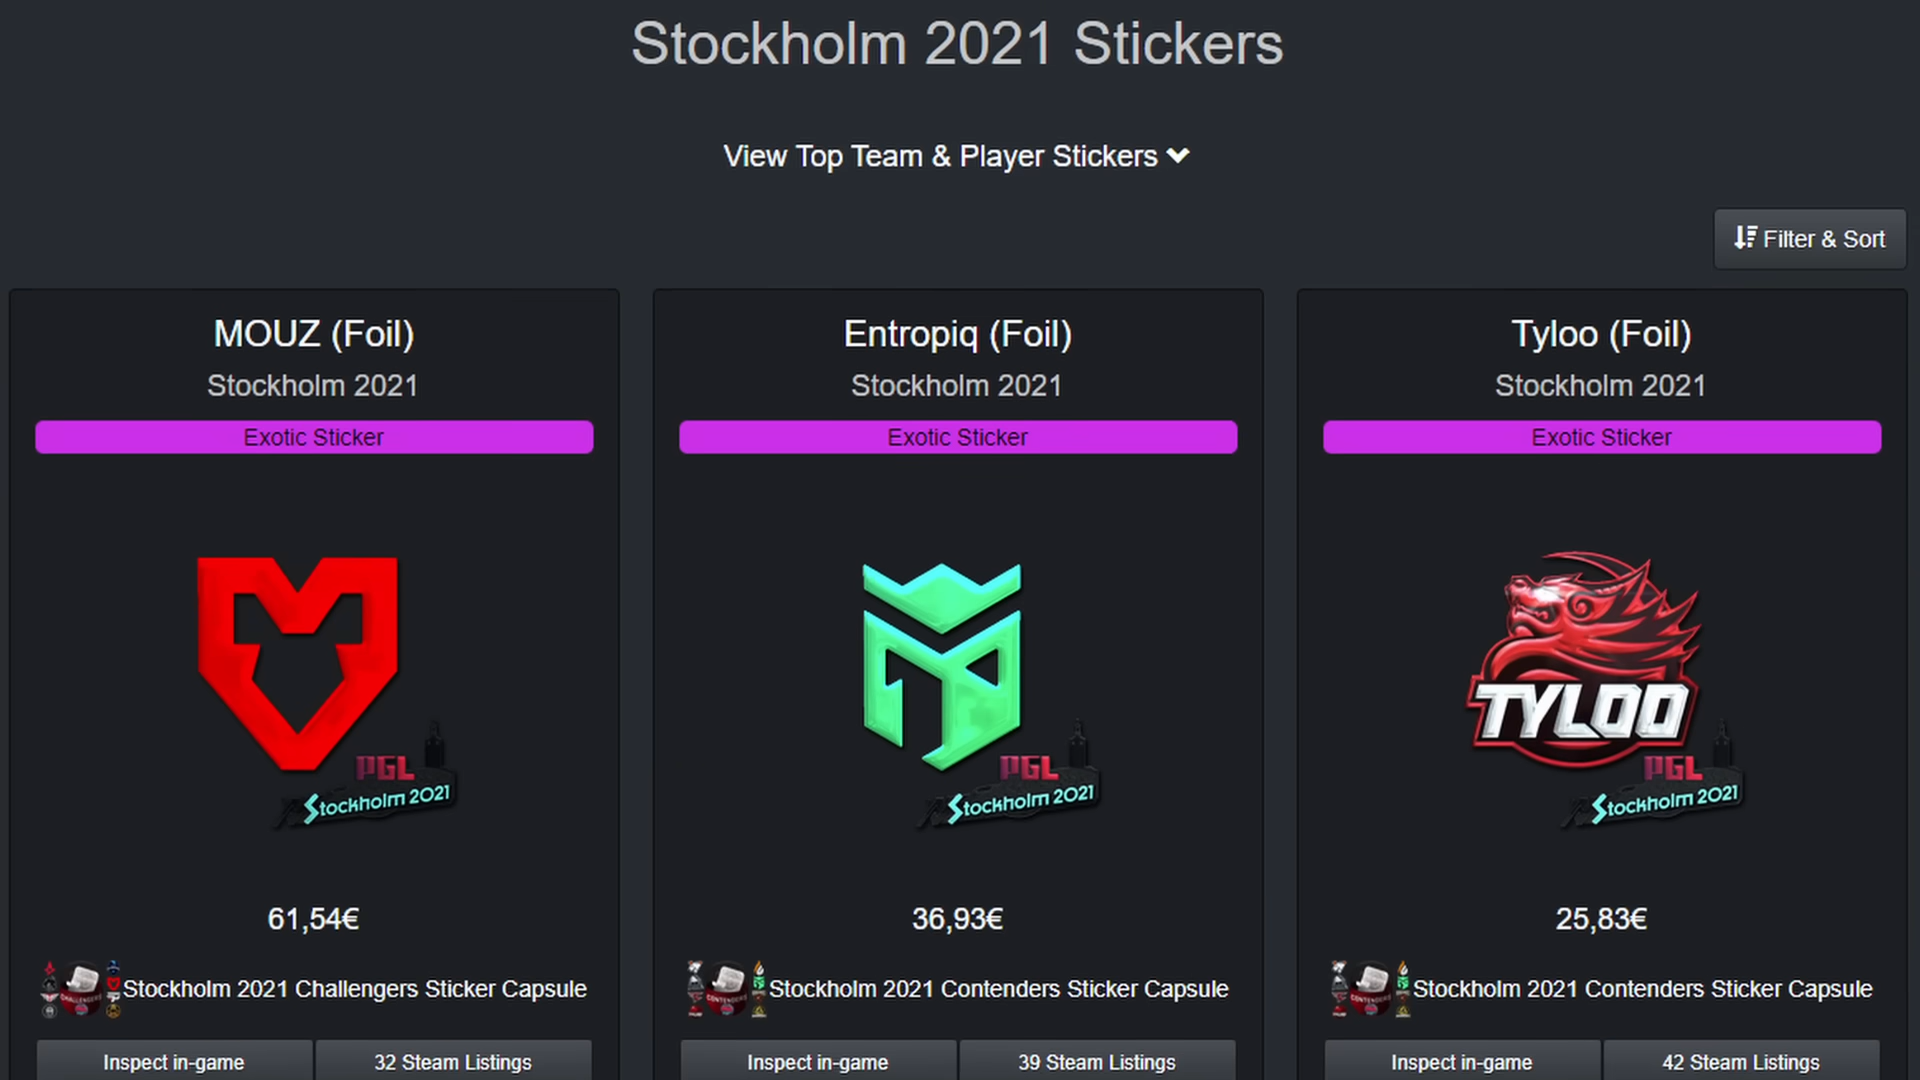 Stockholm 2021 Stickers
View Top Team & Player Stickers
Filter & Sort
MOUZ (Foil)
Stockholm 2021
Exotic Sticker
PGL
Stockholm 2021
61,54€
Stockholm 2021 Challengers Sticker Capsule
Inspect in-game
32 Steam Listings
Entropiq (Foil)
Stockholm 2021
Exotic Sticker
PGL
Stockholm 2021
36,93€
Stockholm 2021 Contenders Sticker Capsule
Inspect in-game
39 Steam Listings
Tyloo (Foil)
Stockholm 2021
Exotic Sticker
TYLOO
PGL
Stockholm 2021
25,83€
Stockholm 2021 Contenders Sticker Capsule
Inspect in-game
42 Steam Listings